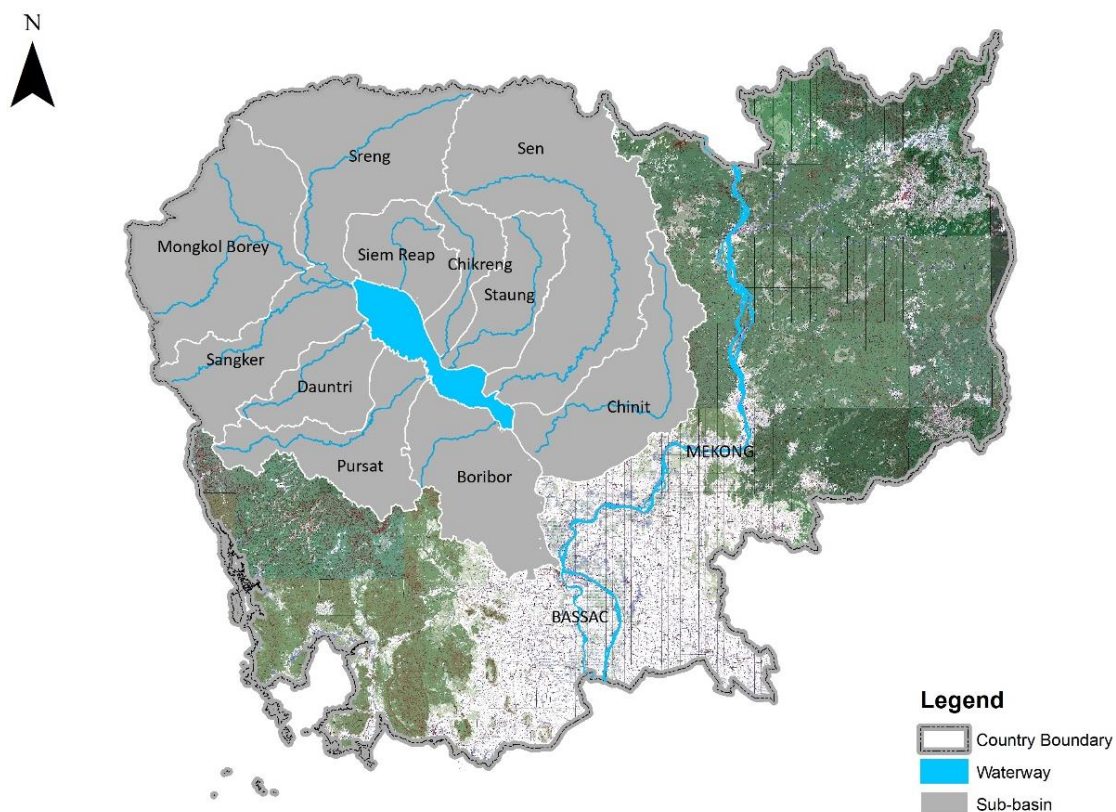 N
Sreng
Sen
Mongkol Borey
Siem Reap
Chikreng
Staung
Sangker
Dauntri
Chinit
Pursat
Boribor
MEKONG
BASSAC
Legend
Country Boundary
Waterway
Sub-basin